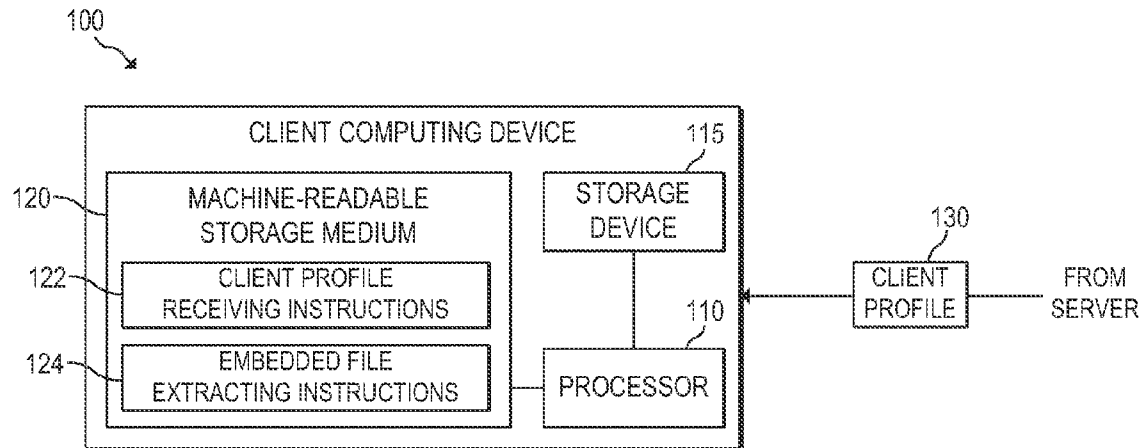 100
CLIENT COMPUTING DEVICE
115
120
MACHINE-READABLE
STORAGE MEDIUM
STORAGE
DEVICE
130
122
CLIENT PROFILE
RECEIVING INSTRUCTIONS
CLIENT
PROFILE
FROM
SERVER
110
124
EMBEDDED FILE
EXTRACTING INSTRUCTIONS
PROCESSOR